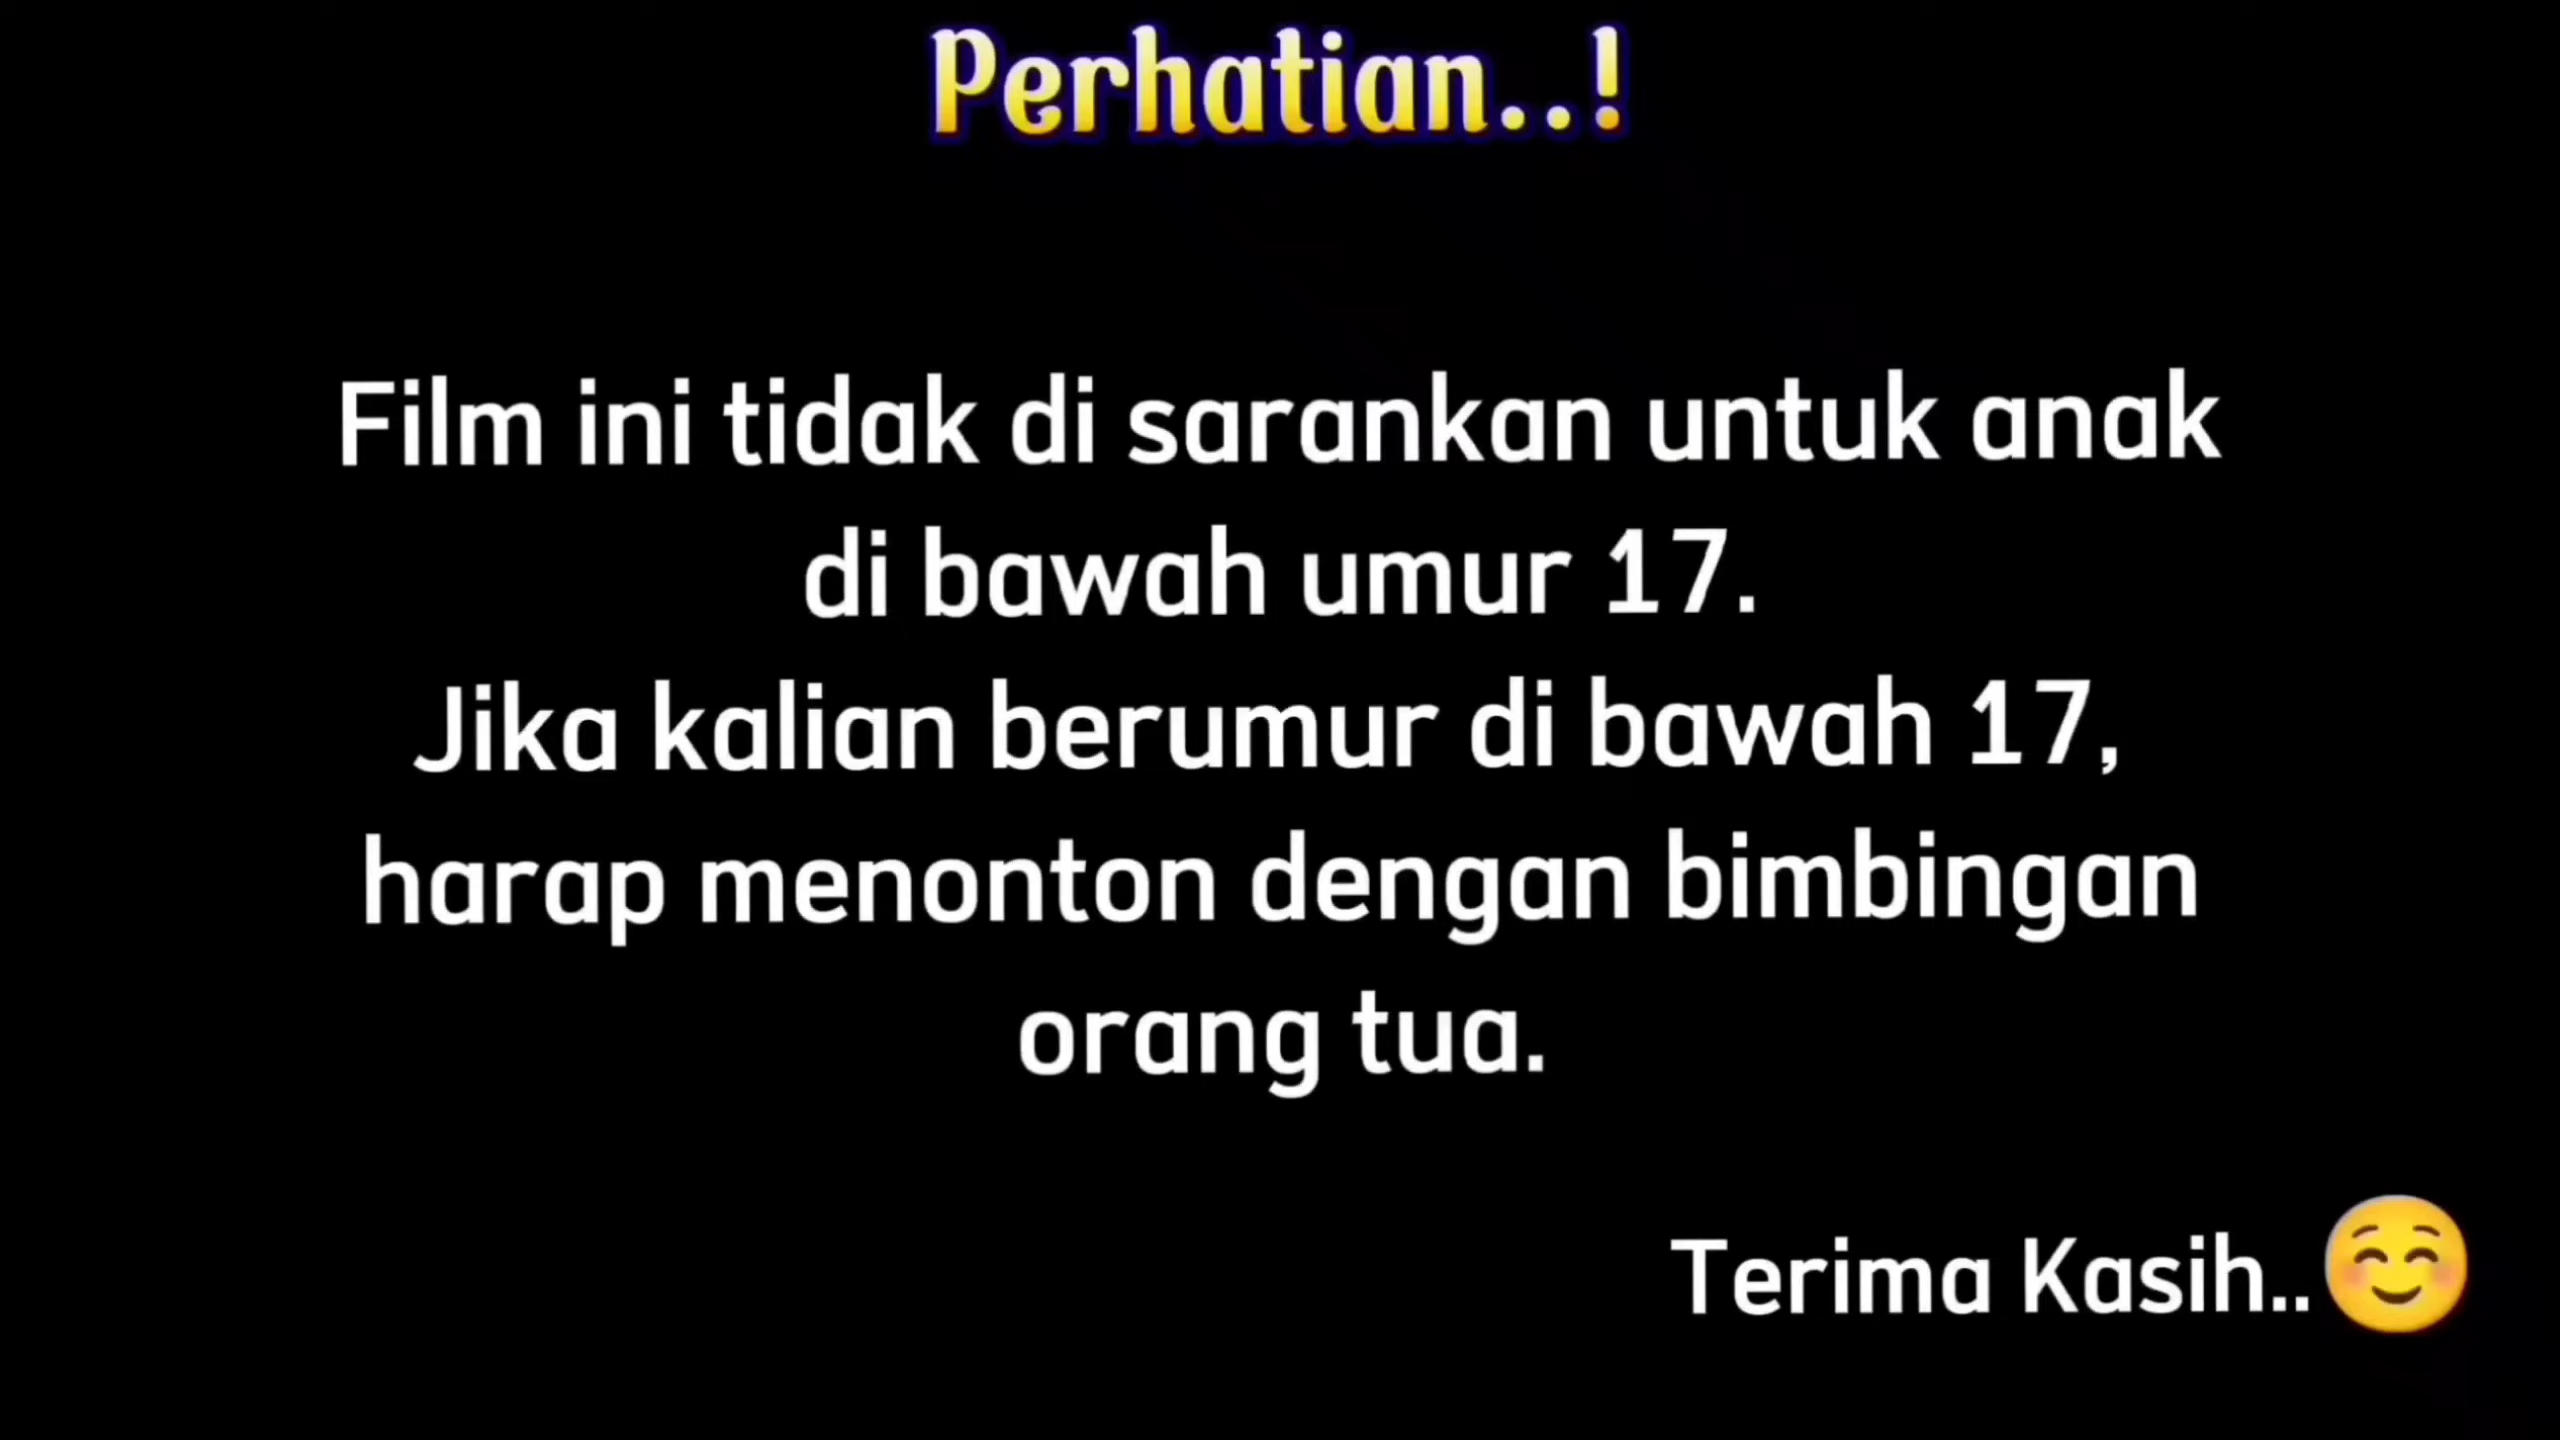 Perhatian..!
Film ini tidak di sarankan untuk anak
di bawah umur 17.
Jika kalian berumur di bawah 17,
harap menonton dengan bimbingan
orang tua.
Terima Kasih..☺️